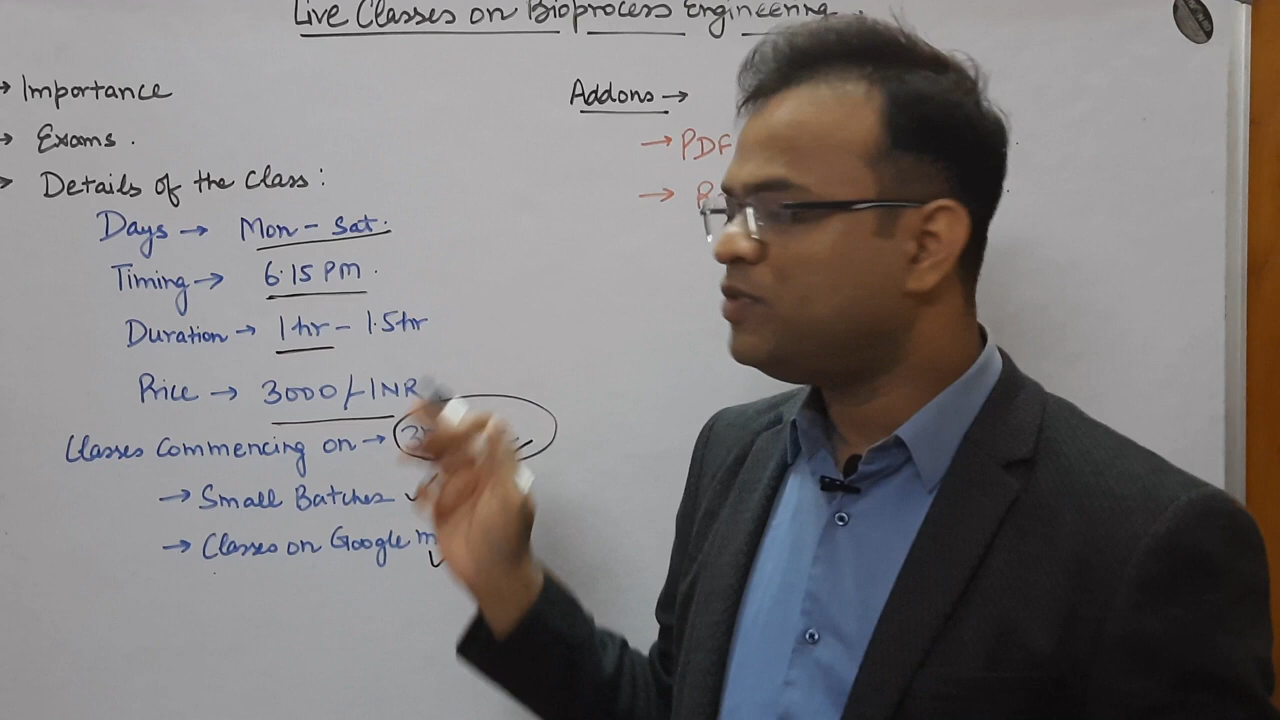 Live Classes on Bioprocess Engineering.
→ Importance
→ Exams.
→ Details of the Class:
Days → Mon - Sat.
Timing → 6.15 PM.
Duration → 1 hr - 1.5 hr
Price → 3000/- INR
Classes Commencing on →
→ Small Batches ✓
→ Classes on Google
Addons →
→ PDF
→